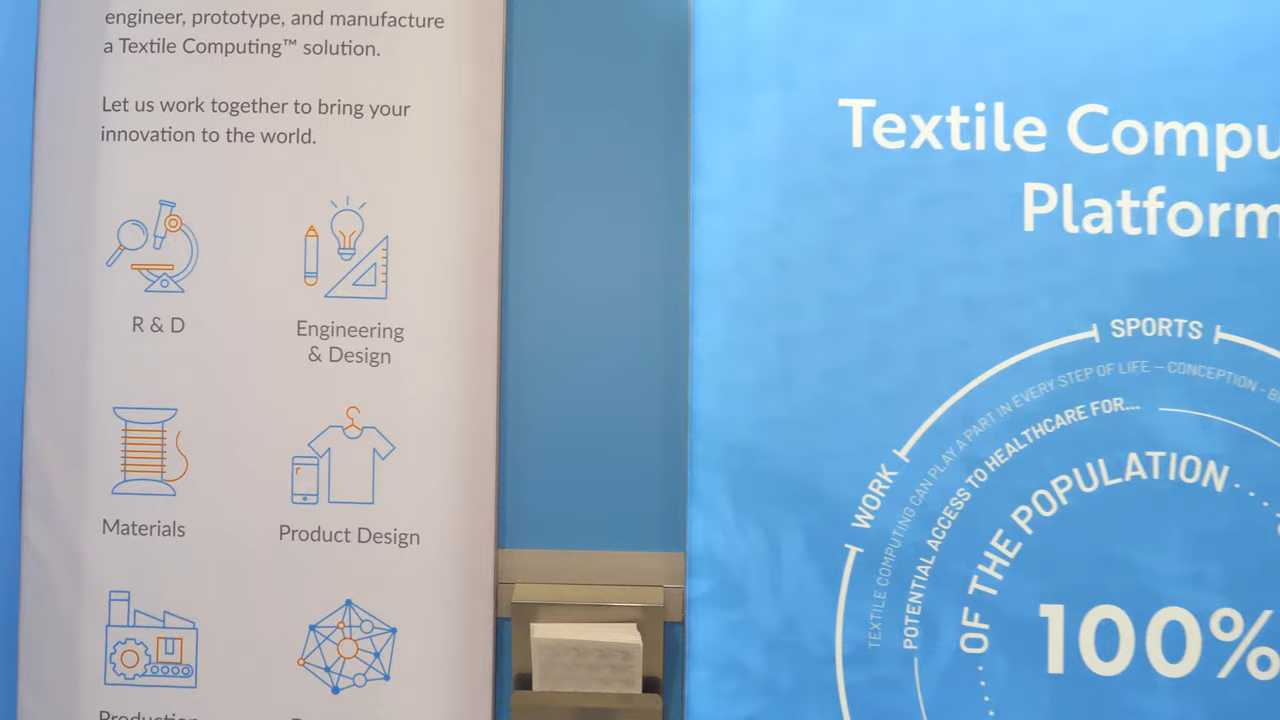 engineer, prototype, and manufacture
a Textile Computing™ solution.
Let us work together to bring your
innovation to the world.
R & D
Engineering
& Design
Materials
Product Design
Production
Textile Compu
Platform
SPORTS
WORK
TEXTILE COMPUTING CAN PLAY A PART IN EVERY STEP OF LIFE – CONCEPTION -
POTENTIAL ACCESS TO HEALTHCARE FOR...
OF THE POPULATION
100%